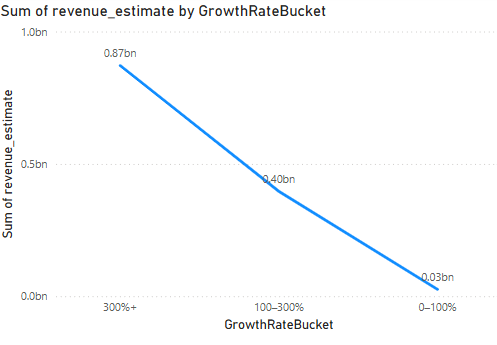 Sum of revenue_estimate by GrowthRateBucket
1.0bn
0.87bn
Sum of revenue_estimate
0.5bn
0.40bn
0.03bn
0.0bn
300%+
100–300%
0–100%
GrowthRateBucket